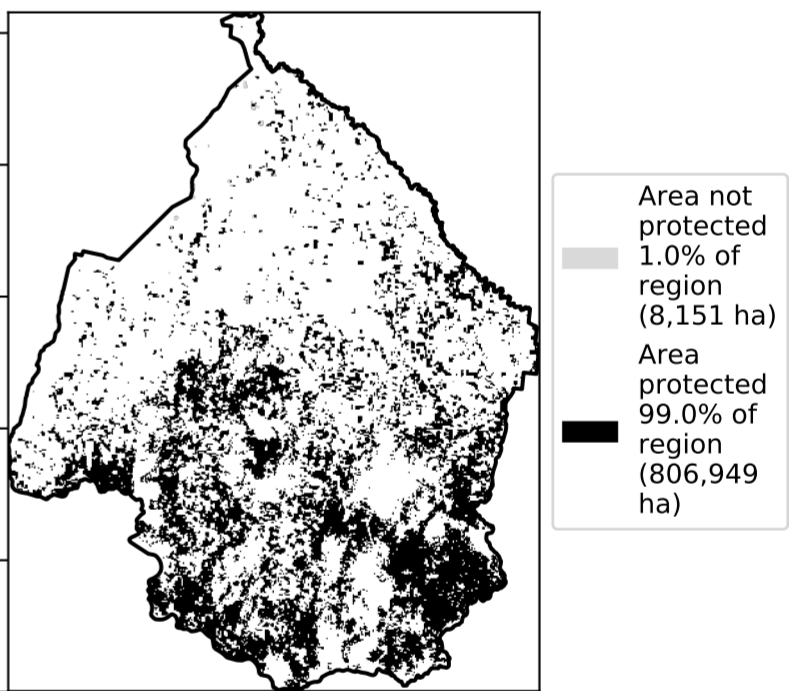 Area not
protected
1.0% of
region
(8,151 ha)
Area
protected
99.0% of
region
(806,949
ha)